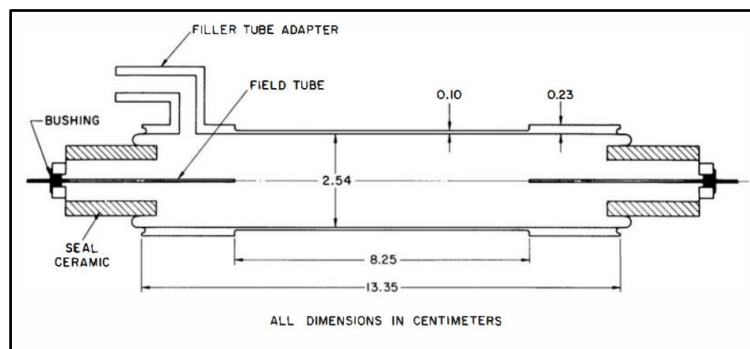 FILLER TUBE ADAPTER
FIELD TUBE
0.10
0.23
BUSHING
2.54
SEAL
CERAMIC
8.25
13.35
ALL DIMENSIONS IN CENTIMETERS